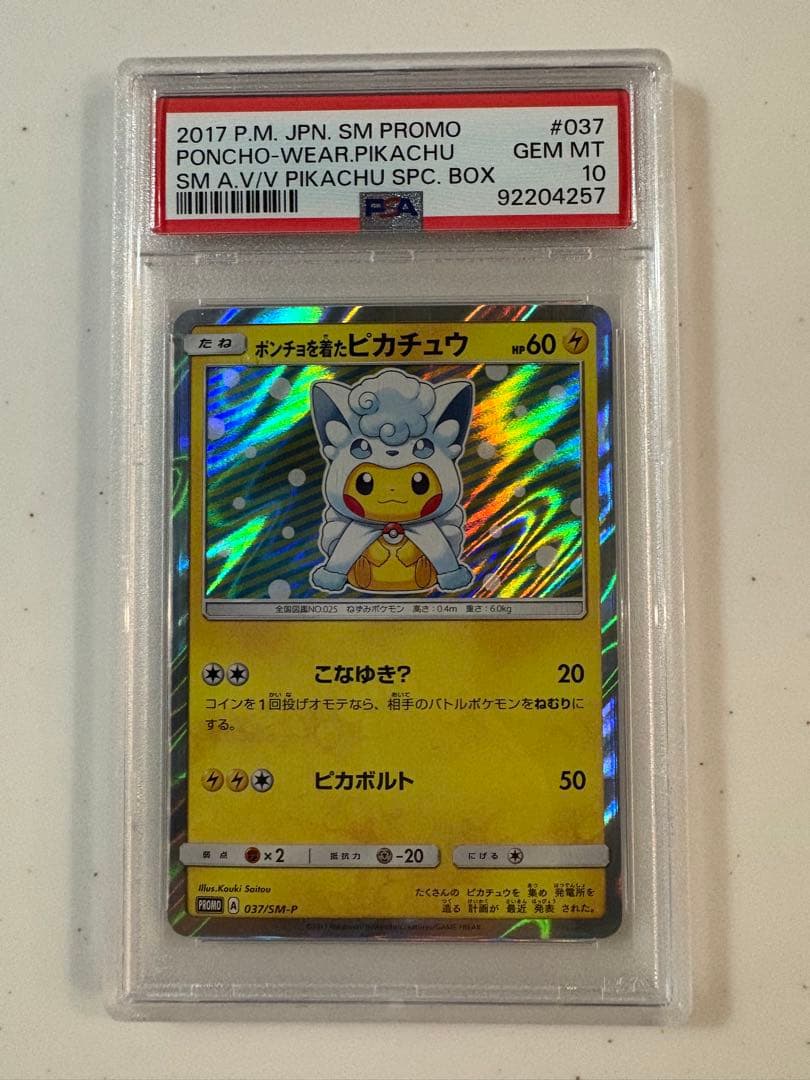 2017 P.M. JPN. SM PROMO #037
PONCHO-WEAR.PIKACHU GEM MT
SM A.V/V PIKACHU SPC. BOX 10
PSA 92204257
たね ポンチョを着たピカチュウ HP60
全国図鑑NO.025 ねずみポケモン 高さ:0.4m 重さ:6.0kg
こなゆき? 20
コインを1回投げオモテなら、相手のバトルポケモンをねむりに
する。
ピカボルト 50
弱点 ×2 抵抗力 -20 にげる
Illus.Kouki Saitou
たくさんの ピカチュウを 集め 発電所を
造る 計画が 最近 発表 された。
PROMO A 037/SM-P